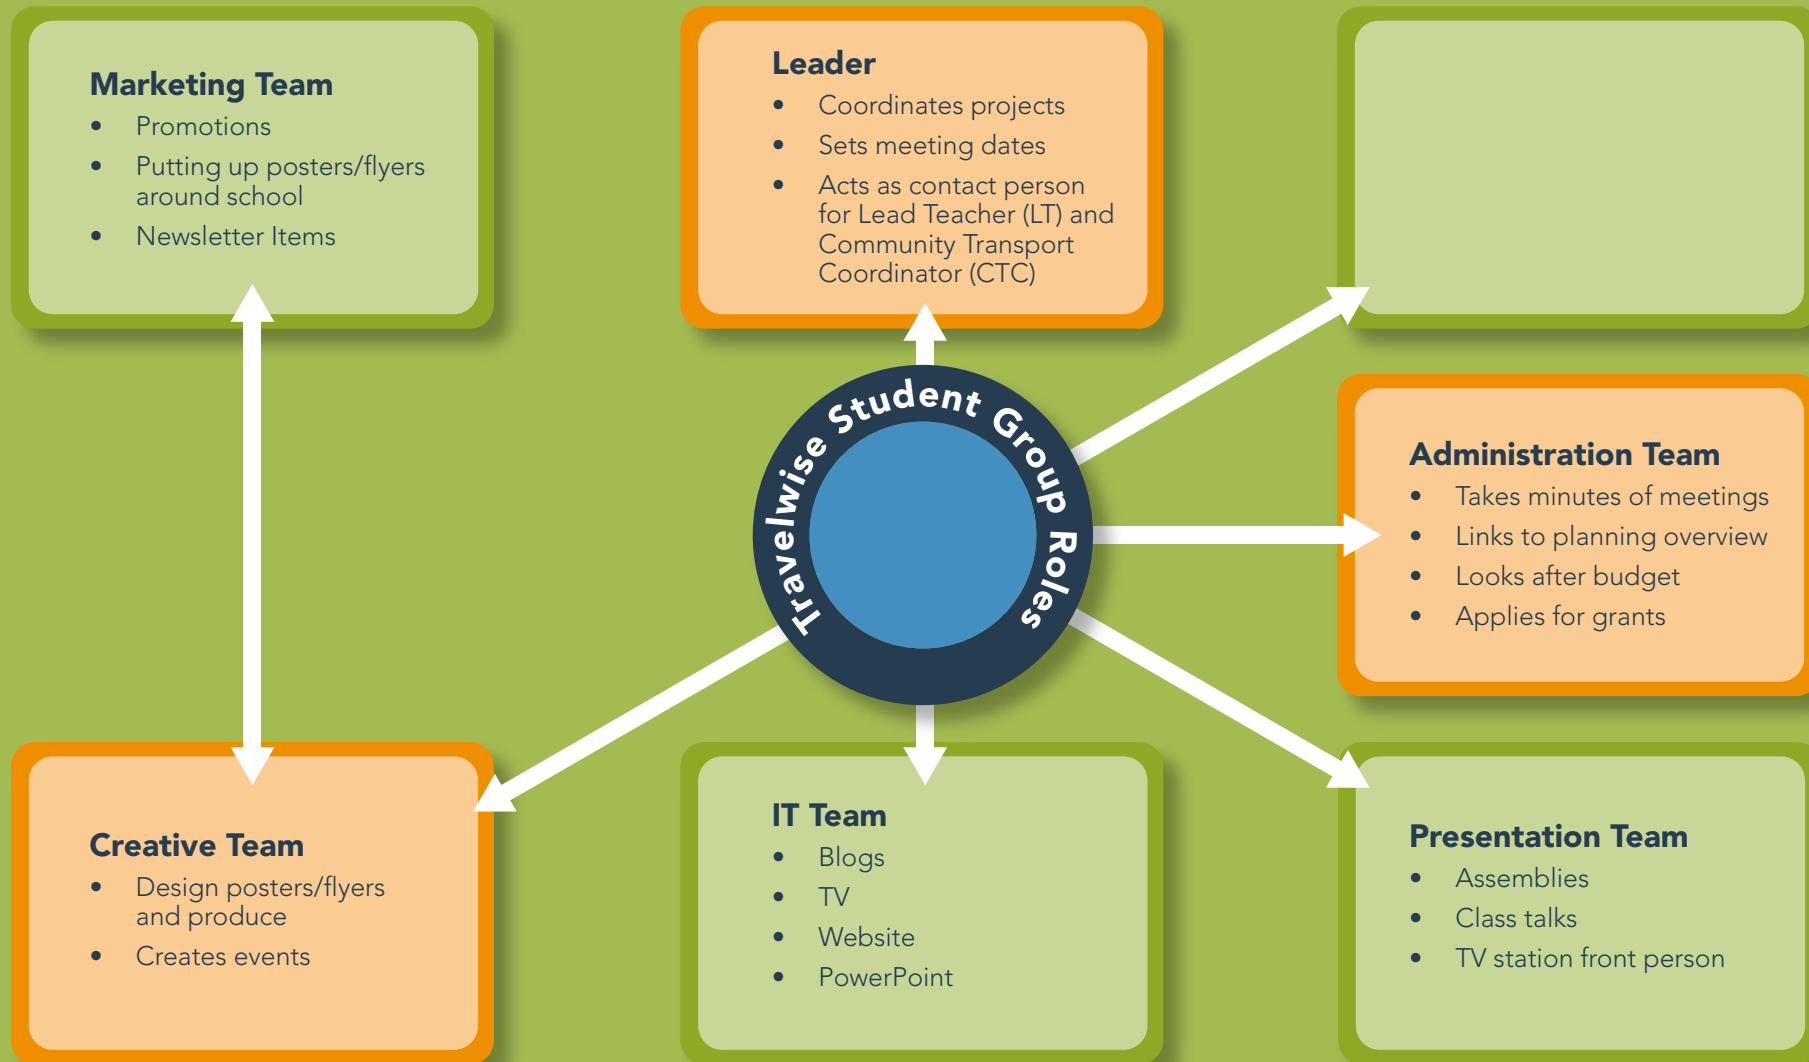 Marketing Team
• Promotions
• Putting up posters/flyers
around school
• Newsletter Items
Leader
• Coordinates projects
• Sets meeting dates
• Acts as contact person
for Lead Teacher (LT) and
Community Transport
Coordinator (CTC)
Travelwise Student Group Roles
Administration Team
• Takes minutes of meetings
• Links to planning overview
• Looks after budget
• Applies for grants
Creative Team
• Design posters/flyers
and produce
• Creates events
IT Team
• Blogs
• TV
• Website
• PowerPoint
Presentation Team
• Assemblies
• Class talks
• TV station front person